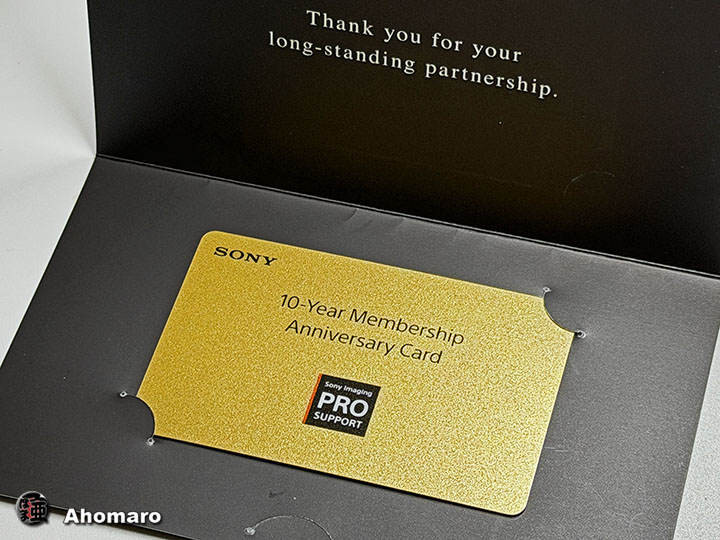 Thank you for your
long-standing partnership.
SONY
10-Year Membership
Anniversary Card
Sony Imaging
PRO
SUPPORT
Ahomaro